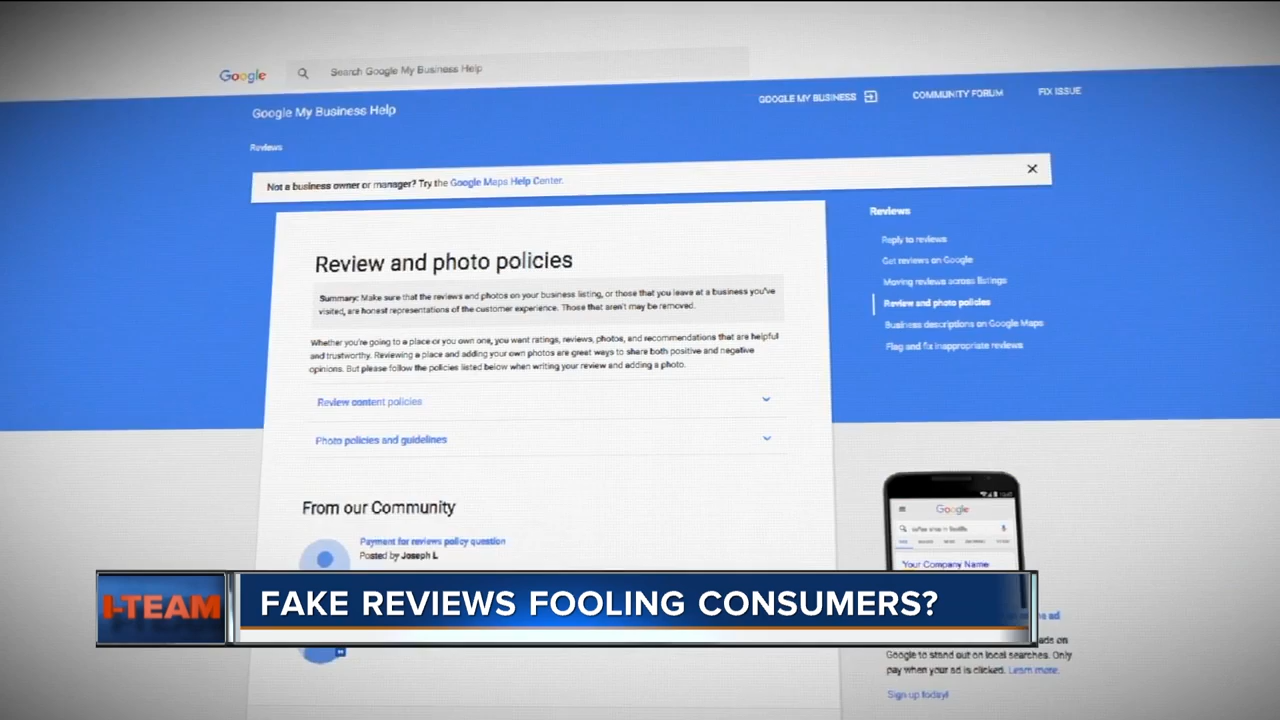 Google
Search Google My Business Help
Google My Business Help
GOOGLE MY BUSINESS
COMMUNITY FORUM
FIX ISSUE
Reviews
Not a business owner or manager? Try the Google Maps Help Center.
Review and photo policies
Summary: Make sure that the reviews and photos on your business listing, or those that you leave at a business you've
visited, are honest representations of the customer experience. Those that aren't may be removed.
Whether you're going to a place or you own one, you want ratings, reviews, photos, and recommendations that are helpful
and trustworthy. Reviewing a place and adding your own photos are great ways to share both positive and negative
opinions. But please follow the policies listed below when writing your review and adding a photo.
Review content policies
Photo policies and guidelines
From our Community
Payment for reviews policy question
Posted by Joseph L
Reviews
Reply to reviews
Get reviews on Google
Moving reviews across listings
Review and photo policies
Business descriptions on Google Maps
Flag and fix inappropriate reviews
Google
Your Company Name
ad
ads on
Google to stand out on local searches. Only
pay when your ad is clicked. Learn more.
Sign up today!
I-TEAM
FAKE REVIEWS FOOLING CONSUMERS?